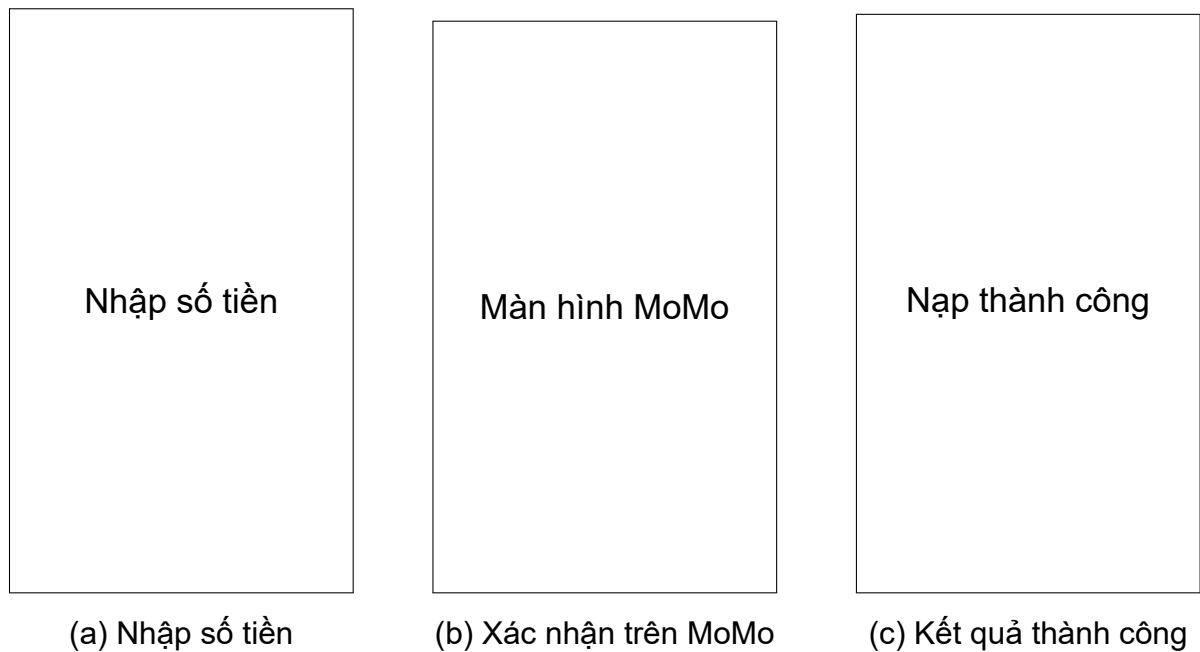 Nhập số tiền
Màn hình MoMo
Nạp thành công
(a) Nhập số tiền
(b) Xác nhận trên MoMo
(c) Kết quả thành công